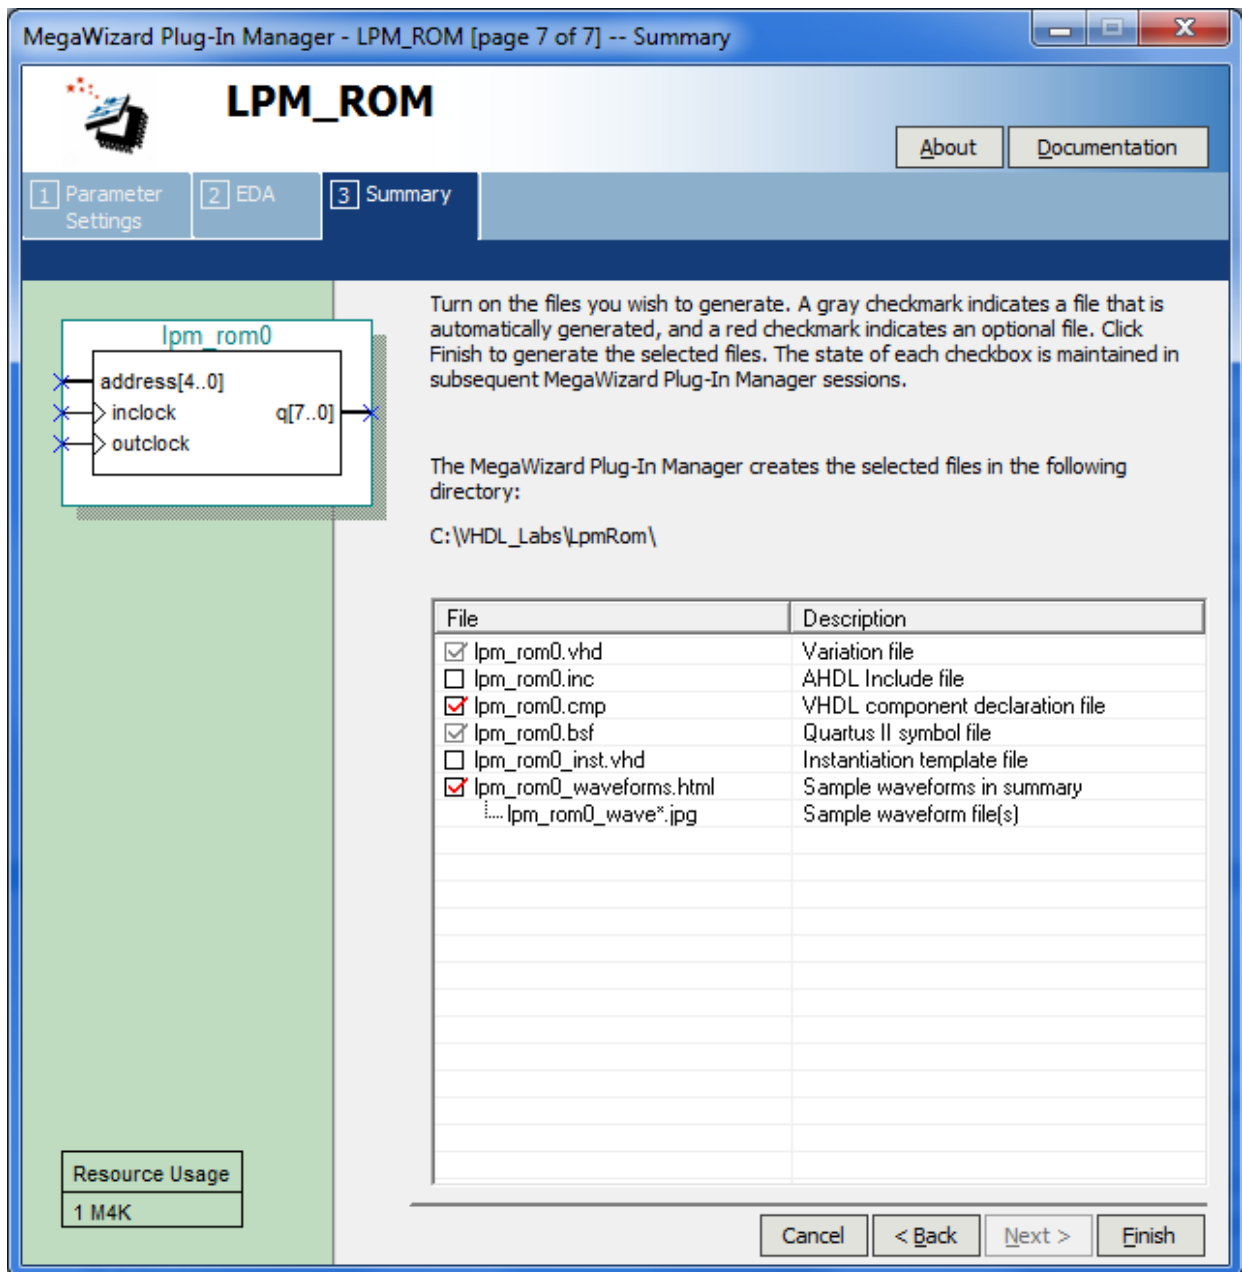 MegaWizard Plug-In Manager - LPM_ROM [page 7 of 7] -- Summary
LPM_ROM
About
Documentation
1 Parameter Settings
2 EDA
3 Summary
lpm_rom0
address[4..0]
inclock
q[7..0]
outclock
Turn on the files you wish to generate. A gray checkmark indicates a file that is
automatically generated, and a red checkmark indicates an optional file. Click
Finish to generate the selected files. The state of each checkbox is maintained in
subsequent MegaWizard Plug-In Manager sessions.
The MegaWizard Plug-In Manager creates the selected files in the following
directory:
C:\VHDL_Labs\LpmRom\
File Description
lpm_rom0.vhd Variation file
lpm_rom0.inc AHDL Include file
lpm_rom0.cmp VHDL component declaration file
lpm_rom0.bsf Quartus II symbol file
lpm_rom0_inst.vhd Instantiation template file
lpm_rom0_waveforms.html Sample waveforms in summary
lpm_rom0_wave*.jpg Sample waveform file(s)
Resource Usage
1 M4K
Cancel
< Back
Next >
Finish